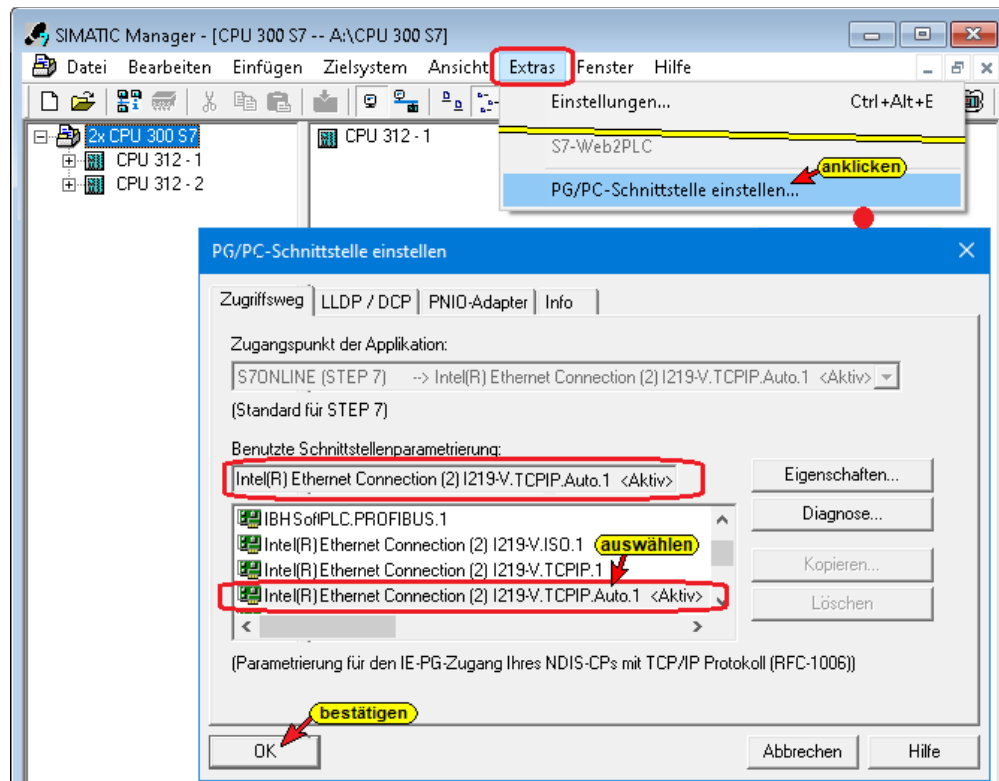 SIMATIC Manager - [CPU 300 S7 -- A:\CPU 300 S7]
Datei Bearbeiten Einfügen Zielsystem Ansicht Extras Fenster Hilfe
Einstellungen... Ctrl+Alt+E
2x CPU 300 S7
CPU 312 - 1
CPU 312 - 2
CPU 312 - 1
S7-Web2PLC
anklicken
PG/PC-Schnittstelle einstellen...
PG/PC-Schnittstelle einstellen
Zugriffsweg LLDP / DCP PNIO-Adapter Info
Zugangspunkt der Applikation:
S7ONLINE (STEP 7) --> Intel(R) Ethernet Connection (2) I219-V.TCPIP.Auto.1 <Aktiv>
(Standard für STEP 7)
Benutzte Schnittstellenparametrierung:
Intel(R) Ethernet Connection (2) I219-V.TCPIP.Auto.1 <Aktiv>
Eigenschaften...
IBHSoftPLC.PROFIBUS.1
Diagnose...
Intel(R) Ethernet Connection (2) I219-V.ISO.1
auswählen
Intel(R) Ethernet Connection (2) I219-V.TCPIP.1
Kopieren...
Intel(R) Ethernet Connection (2) I219-V.TCPIP.Auto.1 <Aktiv>
Löschen
(Parametrierung für den IE-PG-Zugang Ihres NDIS-CPs mit TCP/IP Protokoll (RFC-1006))
bestätigen
OK
Abbrechen
Hilfe